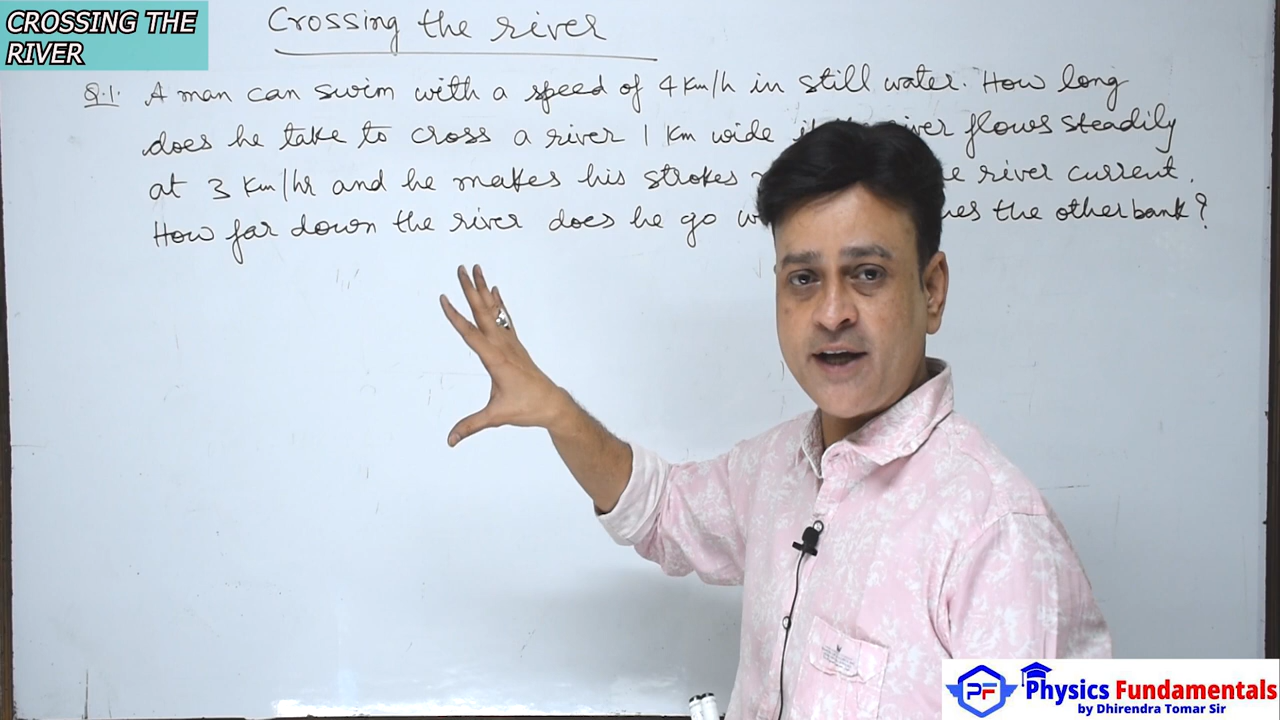 CROSSING THE
RIVER
Crossing the river
Q.1. A man can swim with a speed of 4 Km/h in still water. How long
does he take to cross a river 1 Km wide if river flows steadily
at 3 Km/hr and he makes his strokes river current.
How far down the river does he go the other bank?
PF Physics Fundamentals
by Dhirendra Tomar Sir